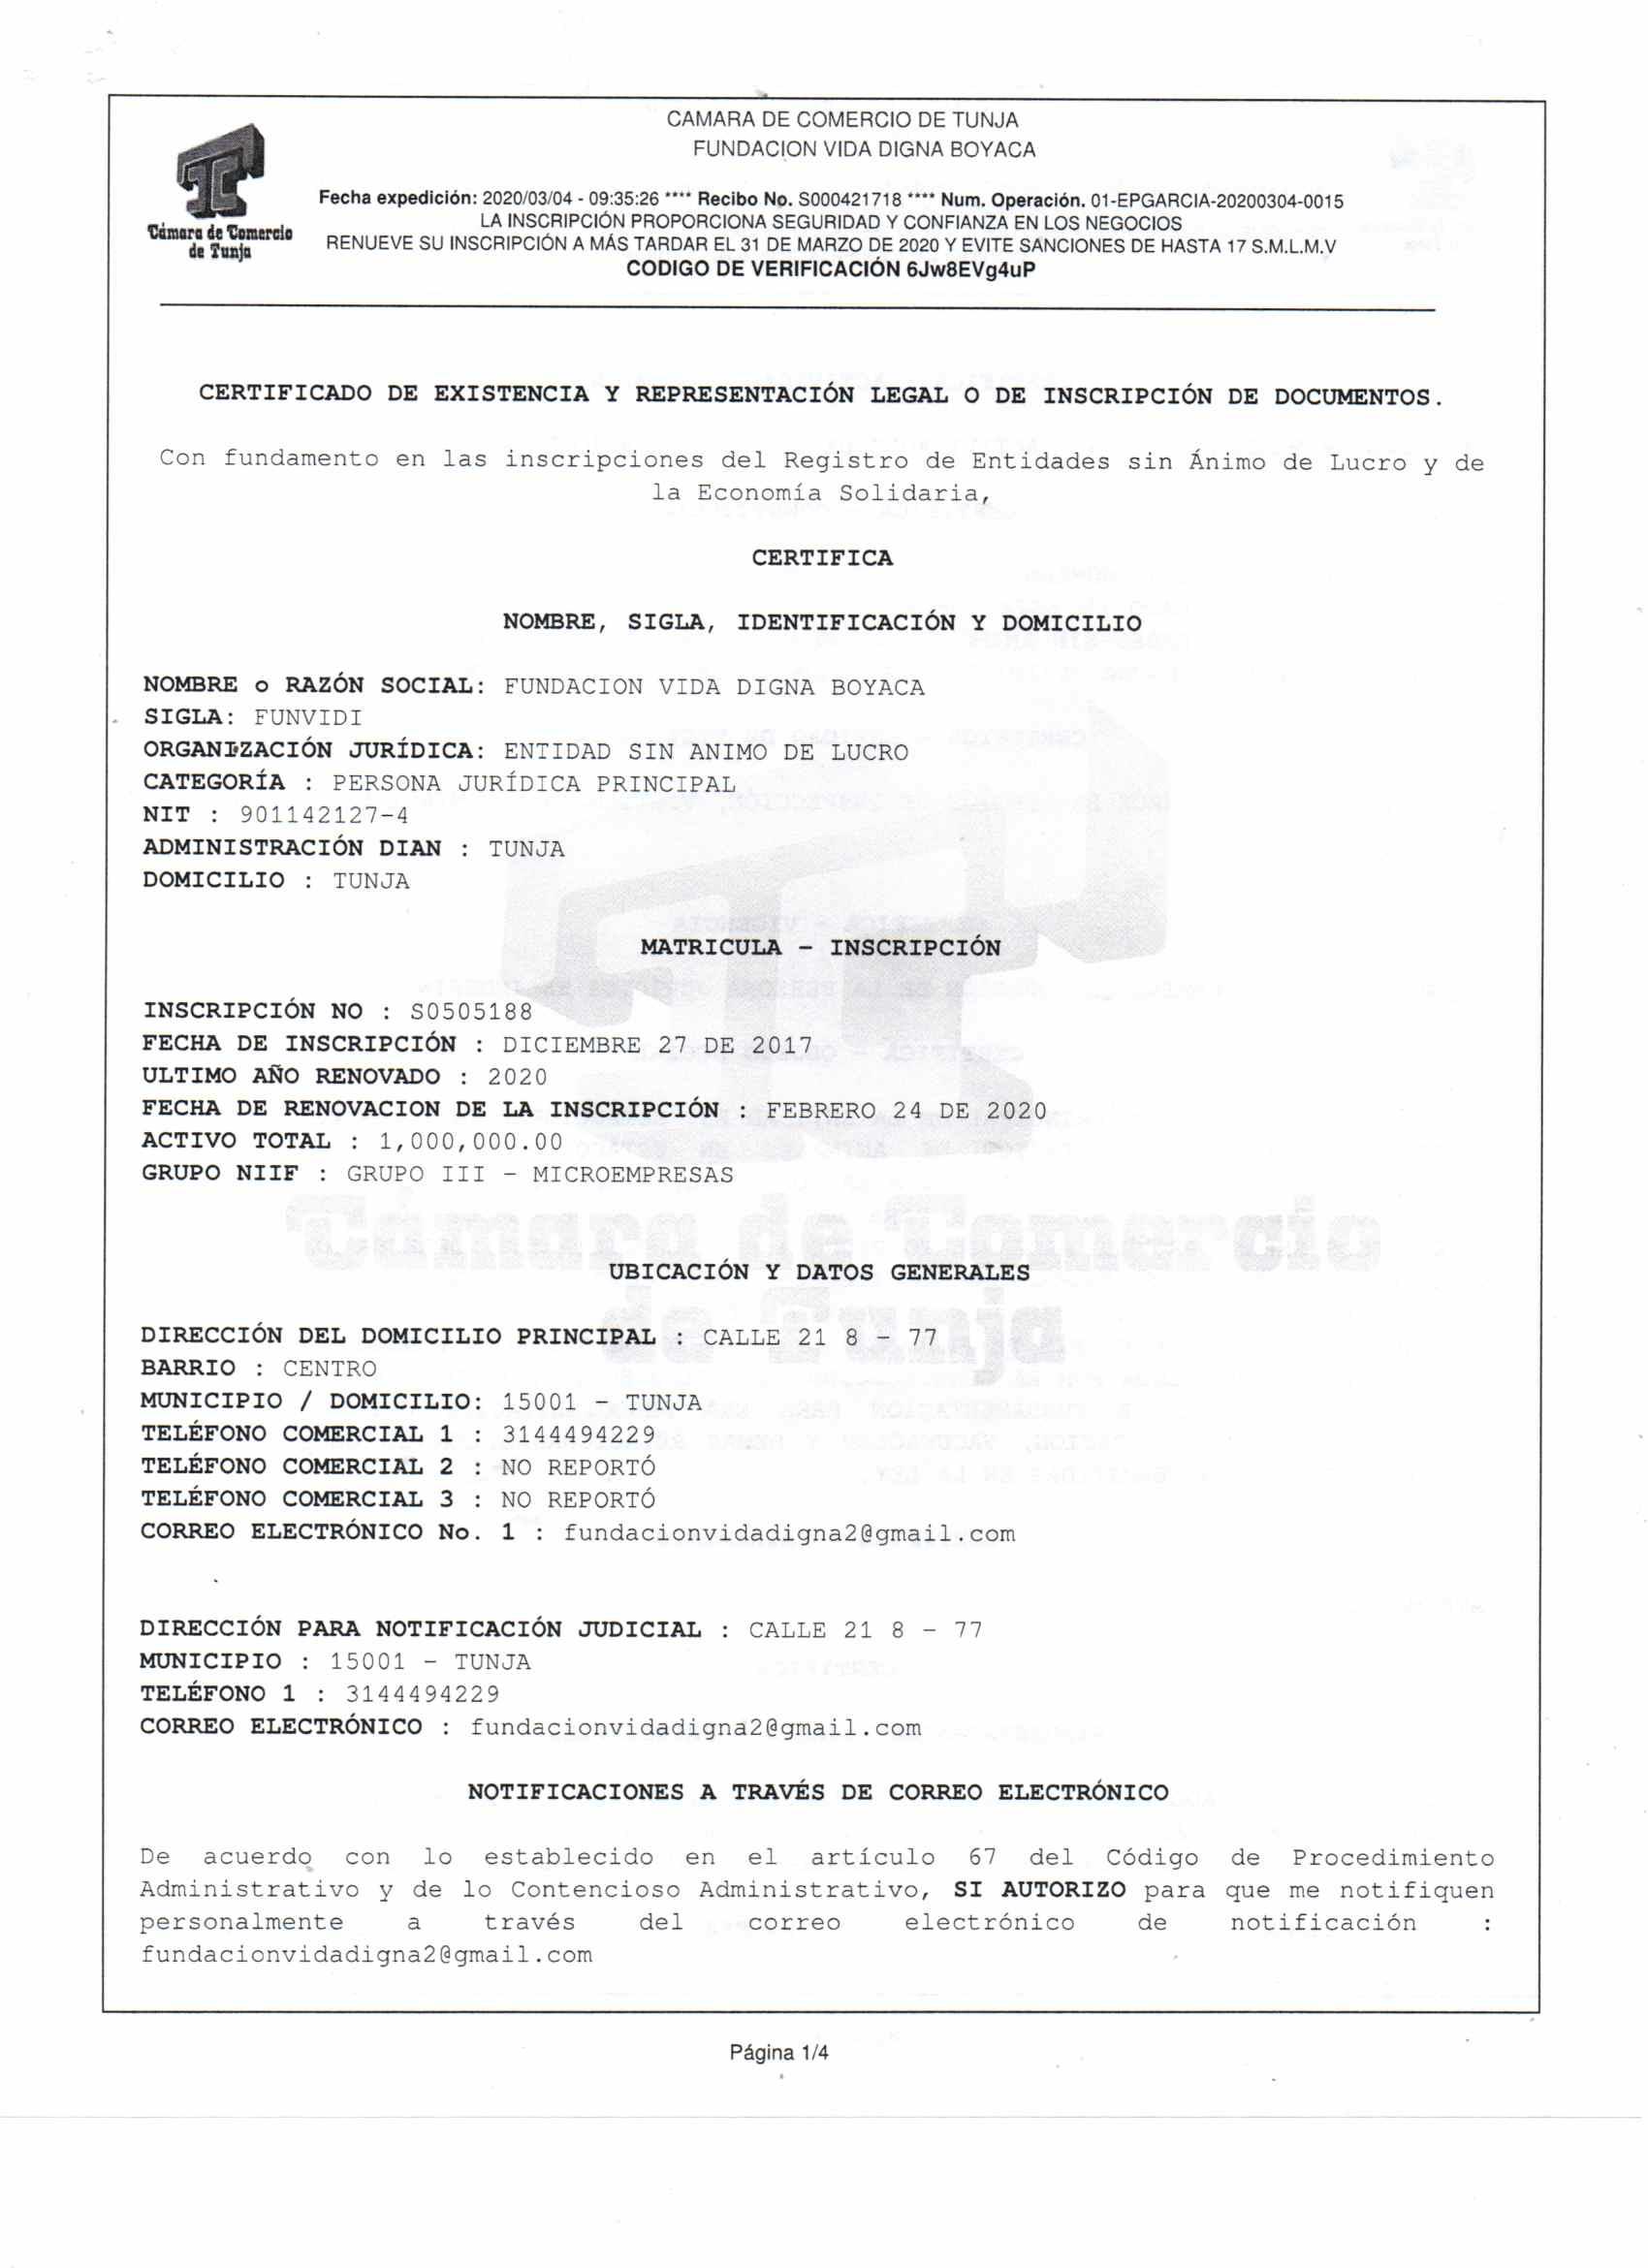 CAMARA DE COMERCIO DE TUNJA
FUNDACION VIDA DIGNA BOYACA
Cámara de Comercio
de Tunja
Fecha expedición: 2020/03/04 - 09:35:26 **** Recibo No. S000421718 **** Num. Operación. 01-EPGARCIA-20200304-0015
LA INSCRIPCIÓN PROPORCIONA SEGURIDAD Y CONFIANZA EN LOS NEGOCIOS
RENUEVE SU INSCRIPCIÓN A MÁS TARDAR EL 31 DE MARZO DE 2020 Y EVITE SANCIONES DE HASTA 17 S.M.L.M.V
CODIGO DE VERIFICACIÓN 6Jw8EVg4uP
CERTIFICADO DE EXISTENCIA Y REPRESENTACIÓN LEGAL O DE INSCRIPCIÓN DE DOCUMENTOS.
Con fundamento en las inscripciones del Registro de Entidades sin Ánimo de Lucro y de
la Economía Solidaria,
CERTIFICA
NOMBRE, SIGLA, IDENTIFICACIÓN Y DOMICILIO
NOMBRE o RAZÓN SOCIAL: FUNDACION VIDA DIGNA BOYACA
SIGLA: FUNVIDI
ORGANIZACIÓN JURÍDICA: ENTIDAD SIN ANIMO DE LUCRO
CATEGORÍA : PERSONA JURÍDICA PRINCIPAL
NIT : 901142127-4
ADMINISTRACIÓN DIAN : TUNJA
DOMICILIO : TUNJA
MATRICULA - INSCRIPCIÓN
INSCRIPCIÓN NO : S0505188
FECHA DE INSCRIPCIÓN : DICIEMBRE 27 DE 2017
ULTIMO AÑO RENOVADO : 2020
FECHA DE RENOVACION DE LA INSCRIPCIÓN : FEBRERO 24 DE 2020
ACTIVO TOTAL : 1,000,000.00
GRUPO NIIF : GRUPO III - MICROEMPRESAS
Cámara de Comercio
de Tunja
UBICACIÓN Y DATOS GENERALES
DIRECCIÓN DEL DOMICILIO PRINCIPAL : CALLE 21 8 - 77
BARRIO : CENTRO
MUNICIPIO / DOMICILIO: 15001 - TUNJA
TELÉFONO COMERCIAL 1 : 3144494229
TELÉFONO COMERCIAL 2 : NO REPORTÓ
TELÉFONO COMERCIAL 3 : NO REPORTÓ
CORREO ELECTRÓNICO No. 1 : fundacionvidadigna2@gmail.com
DIRECCIÓN PARA NOTIFICACIÓN JUDICIAL : CALLE 21 8 - 77
MUNICIPIO : 15001 - TUNJA
TELÉFONO 1 : 3144494229
CORREO ELECTRÓNICO : fundacionvidadigna2@gmail.com
NOTIFICACIONES A TRAVÉS DE CORREO ELECTRÓNICO
De acuerdo con lo establecido en el artículo 67 del Código de Procedimiento
Administrativo y de lo Contencioso Administrativo, SI AUTORIZO para que me notifiquen
personalmente a través del correo electrónico de notificación :
fundacionvidadigna2@gmail.com
Página 1/4